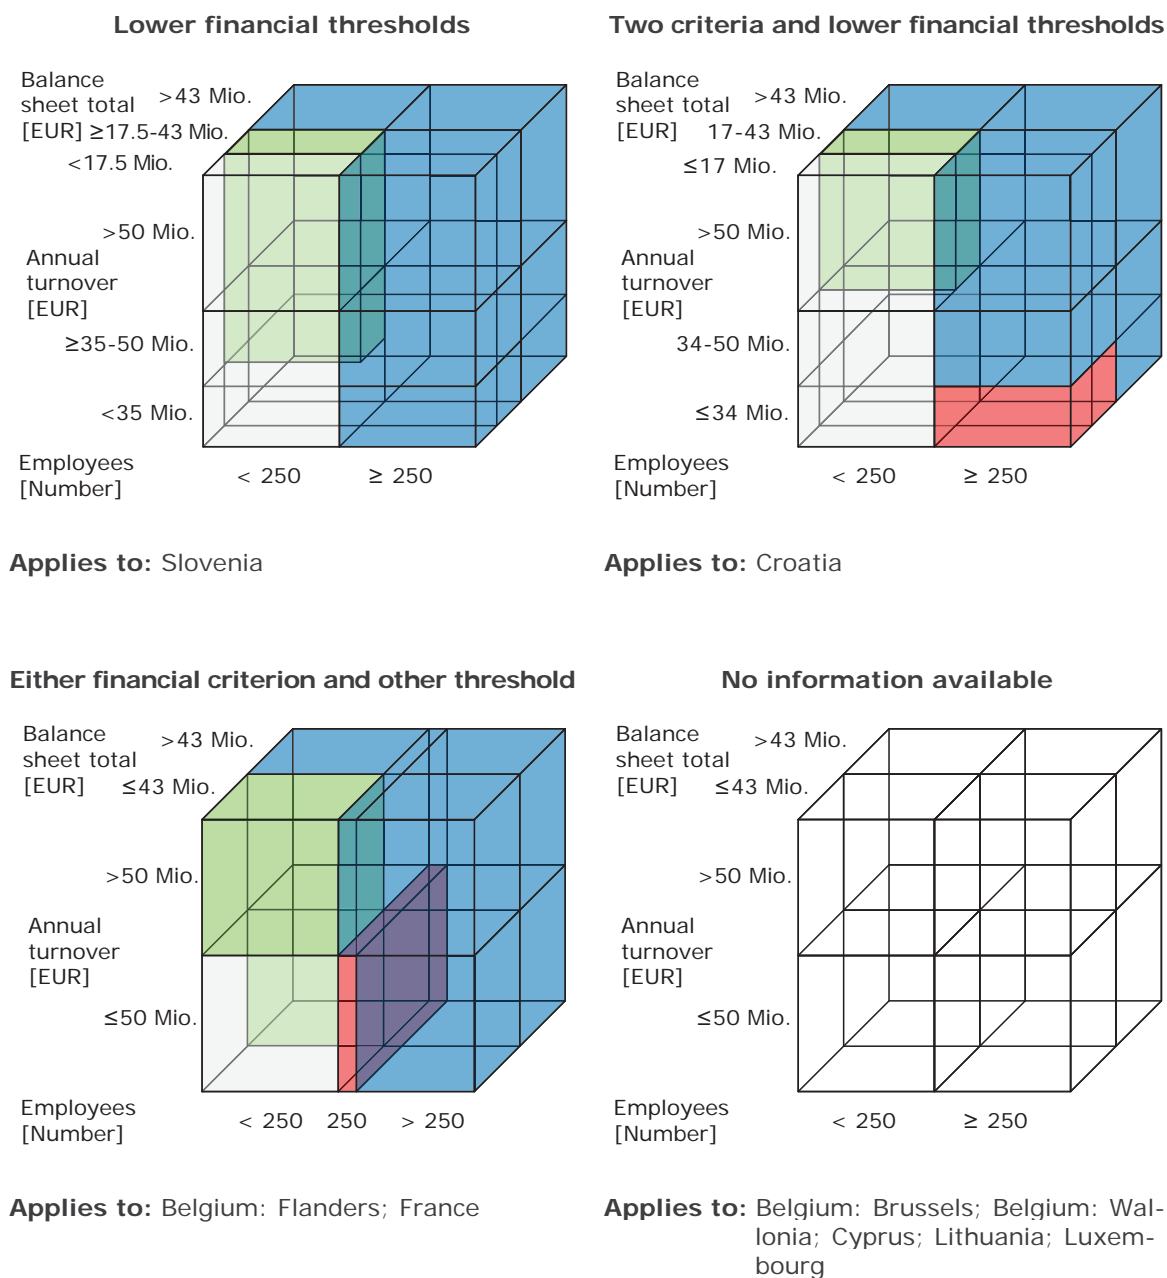 Lower financial thresholds
Balance
sheet total
[EUR]
>43 Mio.
≥17.5-43 Mio.
<17.5 Mio.
>50 Mio.
Annual
turnover
[EUR]
≥35-50 Mio.
<35 Mio.
Employees
[Number]
< 250 ≥ 250
Applies to: Slovenia
Two criteria and lower financial thresholds
Balance
sheet total
[EUR]
>43 Mio.
17-43 Mio.
≤17 Mio.
>50 Mio.
Annual
turnover
[EUR]
34-50 Mio.
≤34 Mio.
Employees
[Number]
< 250 ≥ 250
Applies to: Croatia
Either financial criterion and other threshold
Balance
sheet total
[EUR]
>43 Mio.
≤43 Mio.
>50 Mio.
Annual
turnover
[EUR]
≤50 Mio.
Employees
[Number]
< 250 250 > 250
Applies to: Belgium: Flanders; France
No information available
Balance
sheet total
[EUR]
>43 Mio.
≤43 Mio.
>50 Mio.
Annual
turnover
[EUR]
≤50 Mio.
Employees
[Number]
< 250 ≥ 250
Applies to: Belgium: Brussels; Belgium: Wal-
lonia; Cyprus; Lithuania; Luxem-
bourg